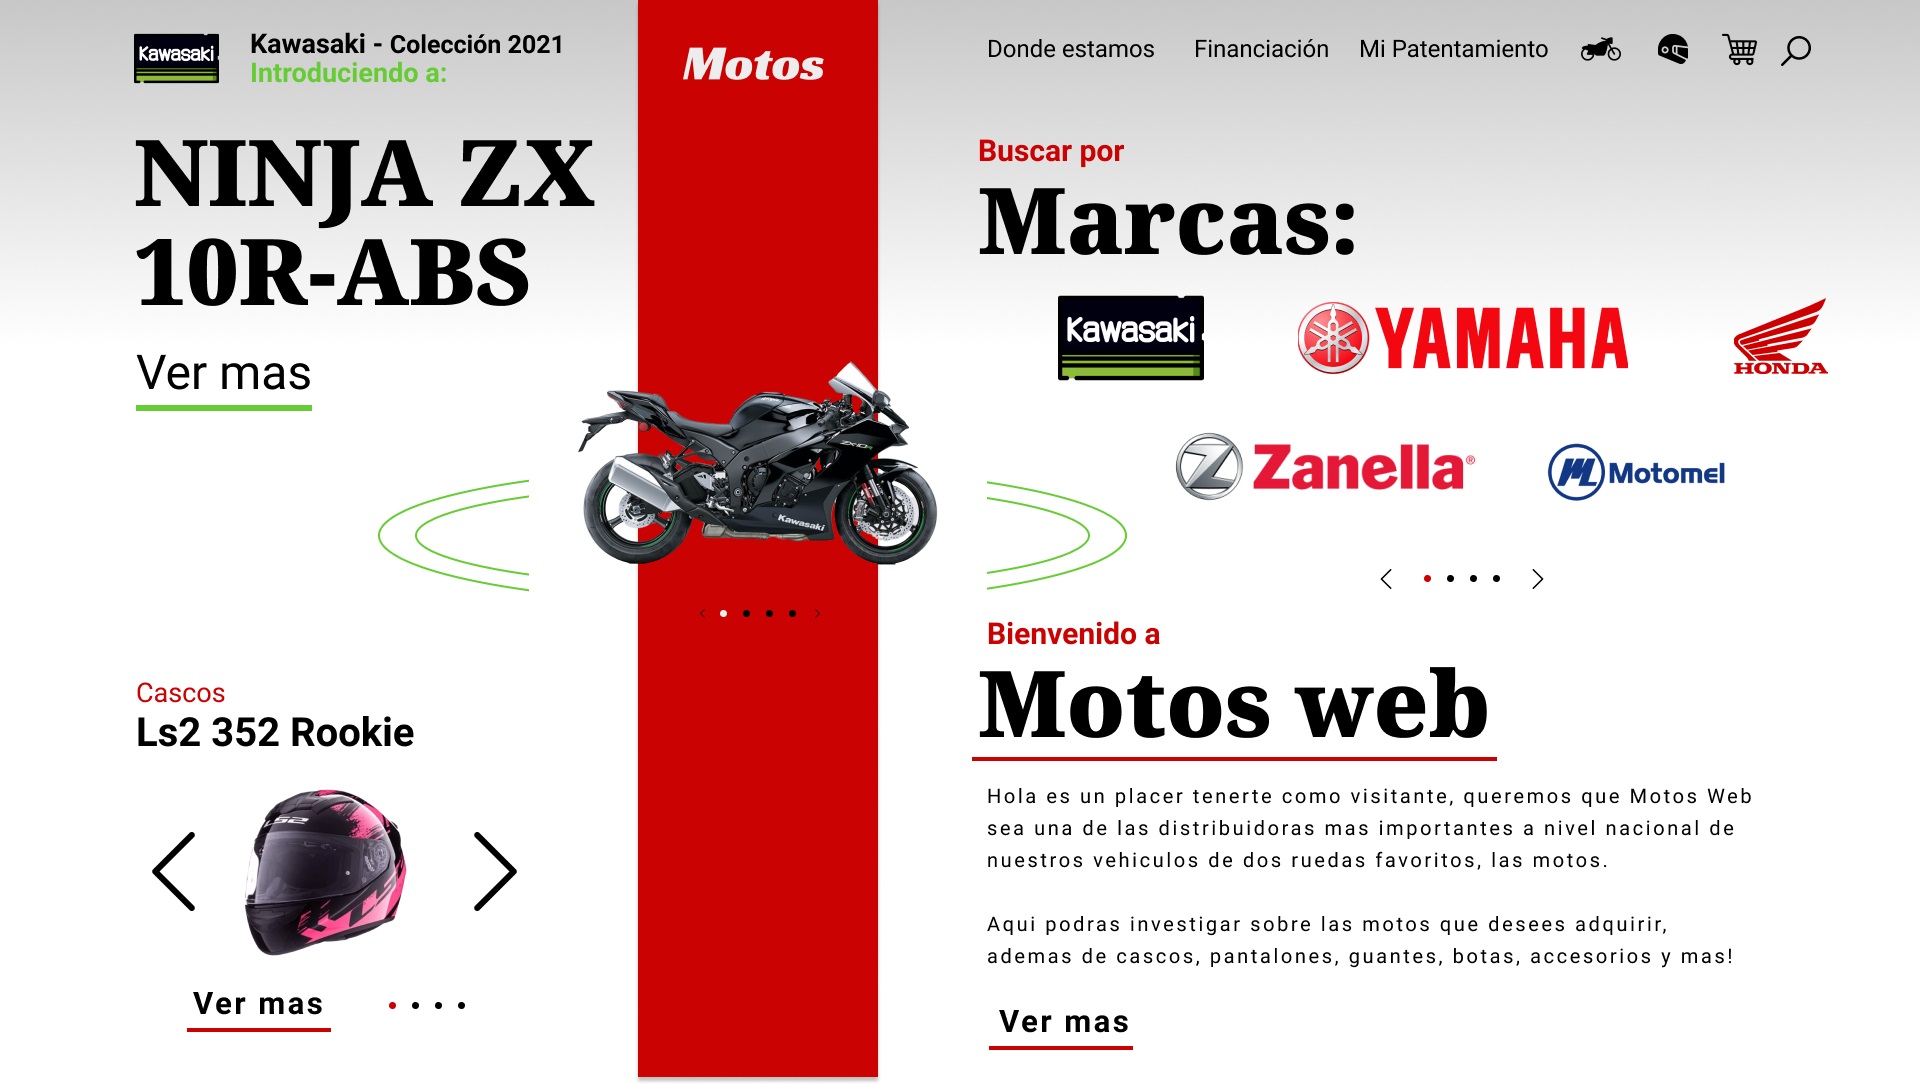 Kawasaki
Kawasaki - Colección 2021
Introduciendo a:
Motos
Donde estamos
Financiación
Mi Patentamiento
NINJA ZX
10R-ABS
Ver mas
ZX-10R
Kawasaki
Buscar por
Marcas:
Kawasaki
YAMAHA
HONDA
Zanella®
Motomel
Cascos
Ls2 352 Rookie
LS2
Ver mas
Bienvenido a
Motos web
Hola es un placer tenerte como visitante, queremos que Motos Web
sea una de las distribuidoras mas importantes a nivel nacional de
nuestros vehiculos de dos ruedas favoritos, las motos.
Aqui podras investigar sobre las motos que desees adquirir,
ademas de cascos, pantalones, guantes, botas, accesorios y mas!
Ver mas